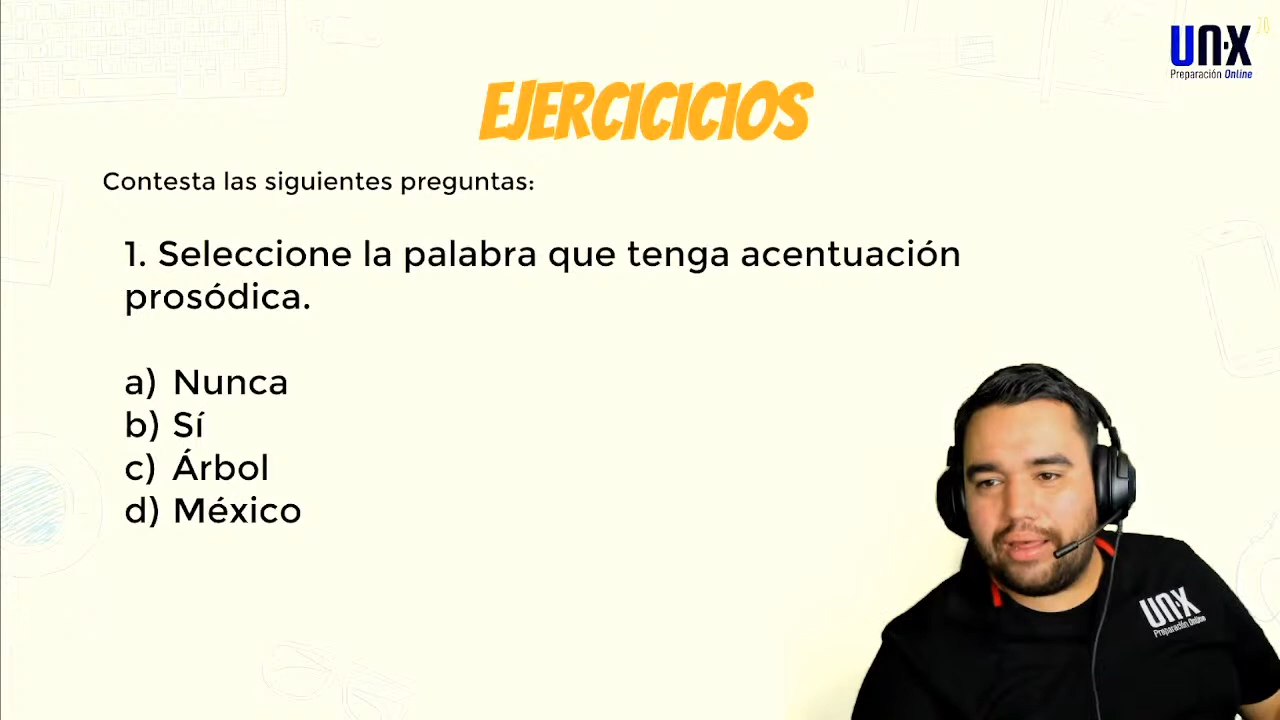 UN·X
Preparación Online
EJERCICICIOS
Contesta las siguientes preguntas:
1. Seleccione la palabra que tenga acentuación
prosódica.
a) Nunca
b) Sí
c) Árbol
d) México
UN·X
Preparación Online